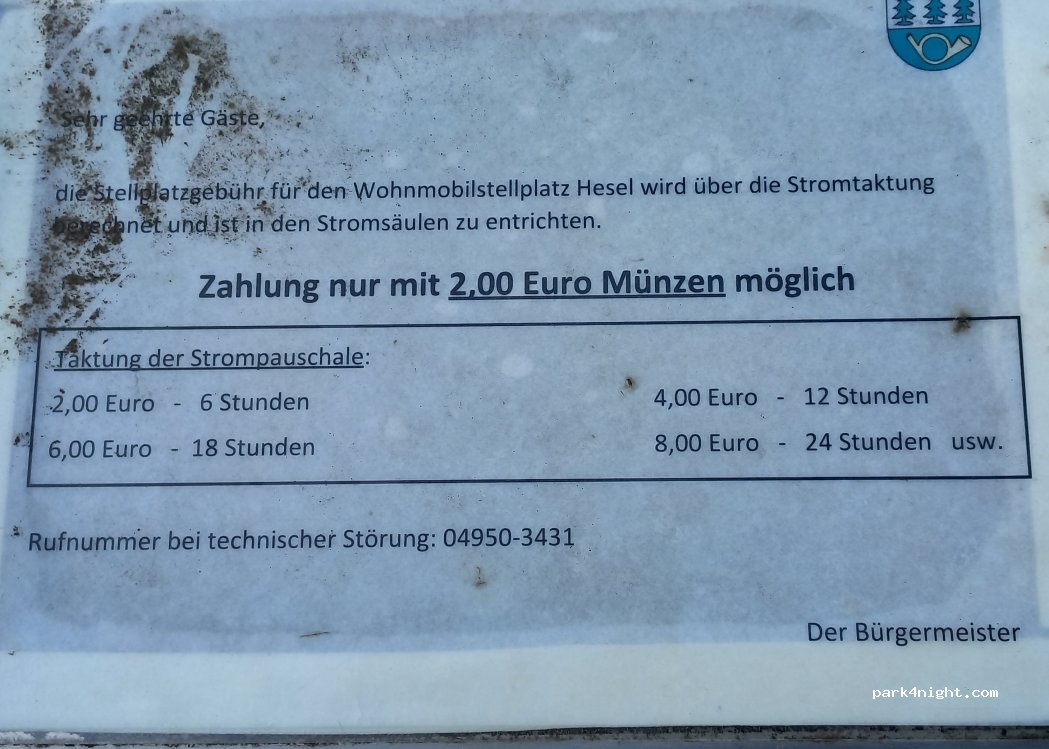 Sehr geehrte Gäste,
die Stellplatzgebühr für den Wohnmobilstellplatz Hesel wird über die Stromtaktung
berechnet und ist in den Stromsäulen zu entrichten.
Zahlung nur mit 2,00 Euro Münzen möglich
Taktung der Strompauschale:
2,00 Euro - 6 Stunden 4,00 Euro - 12 Stunden
6,00 Euro - 18 Stunden 8,00 Euro - 24 Stunden usw.
Rufnummer bei technischer Störung: 04950-3431
Der Bürgermeister
park4night.com